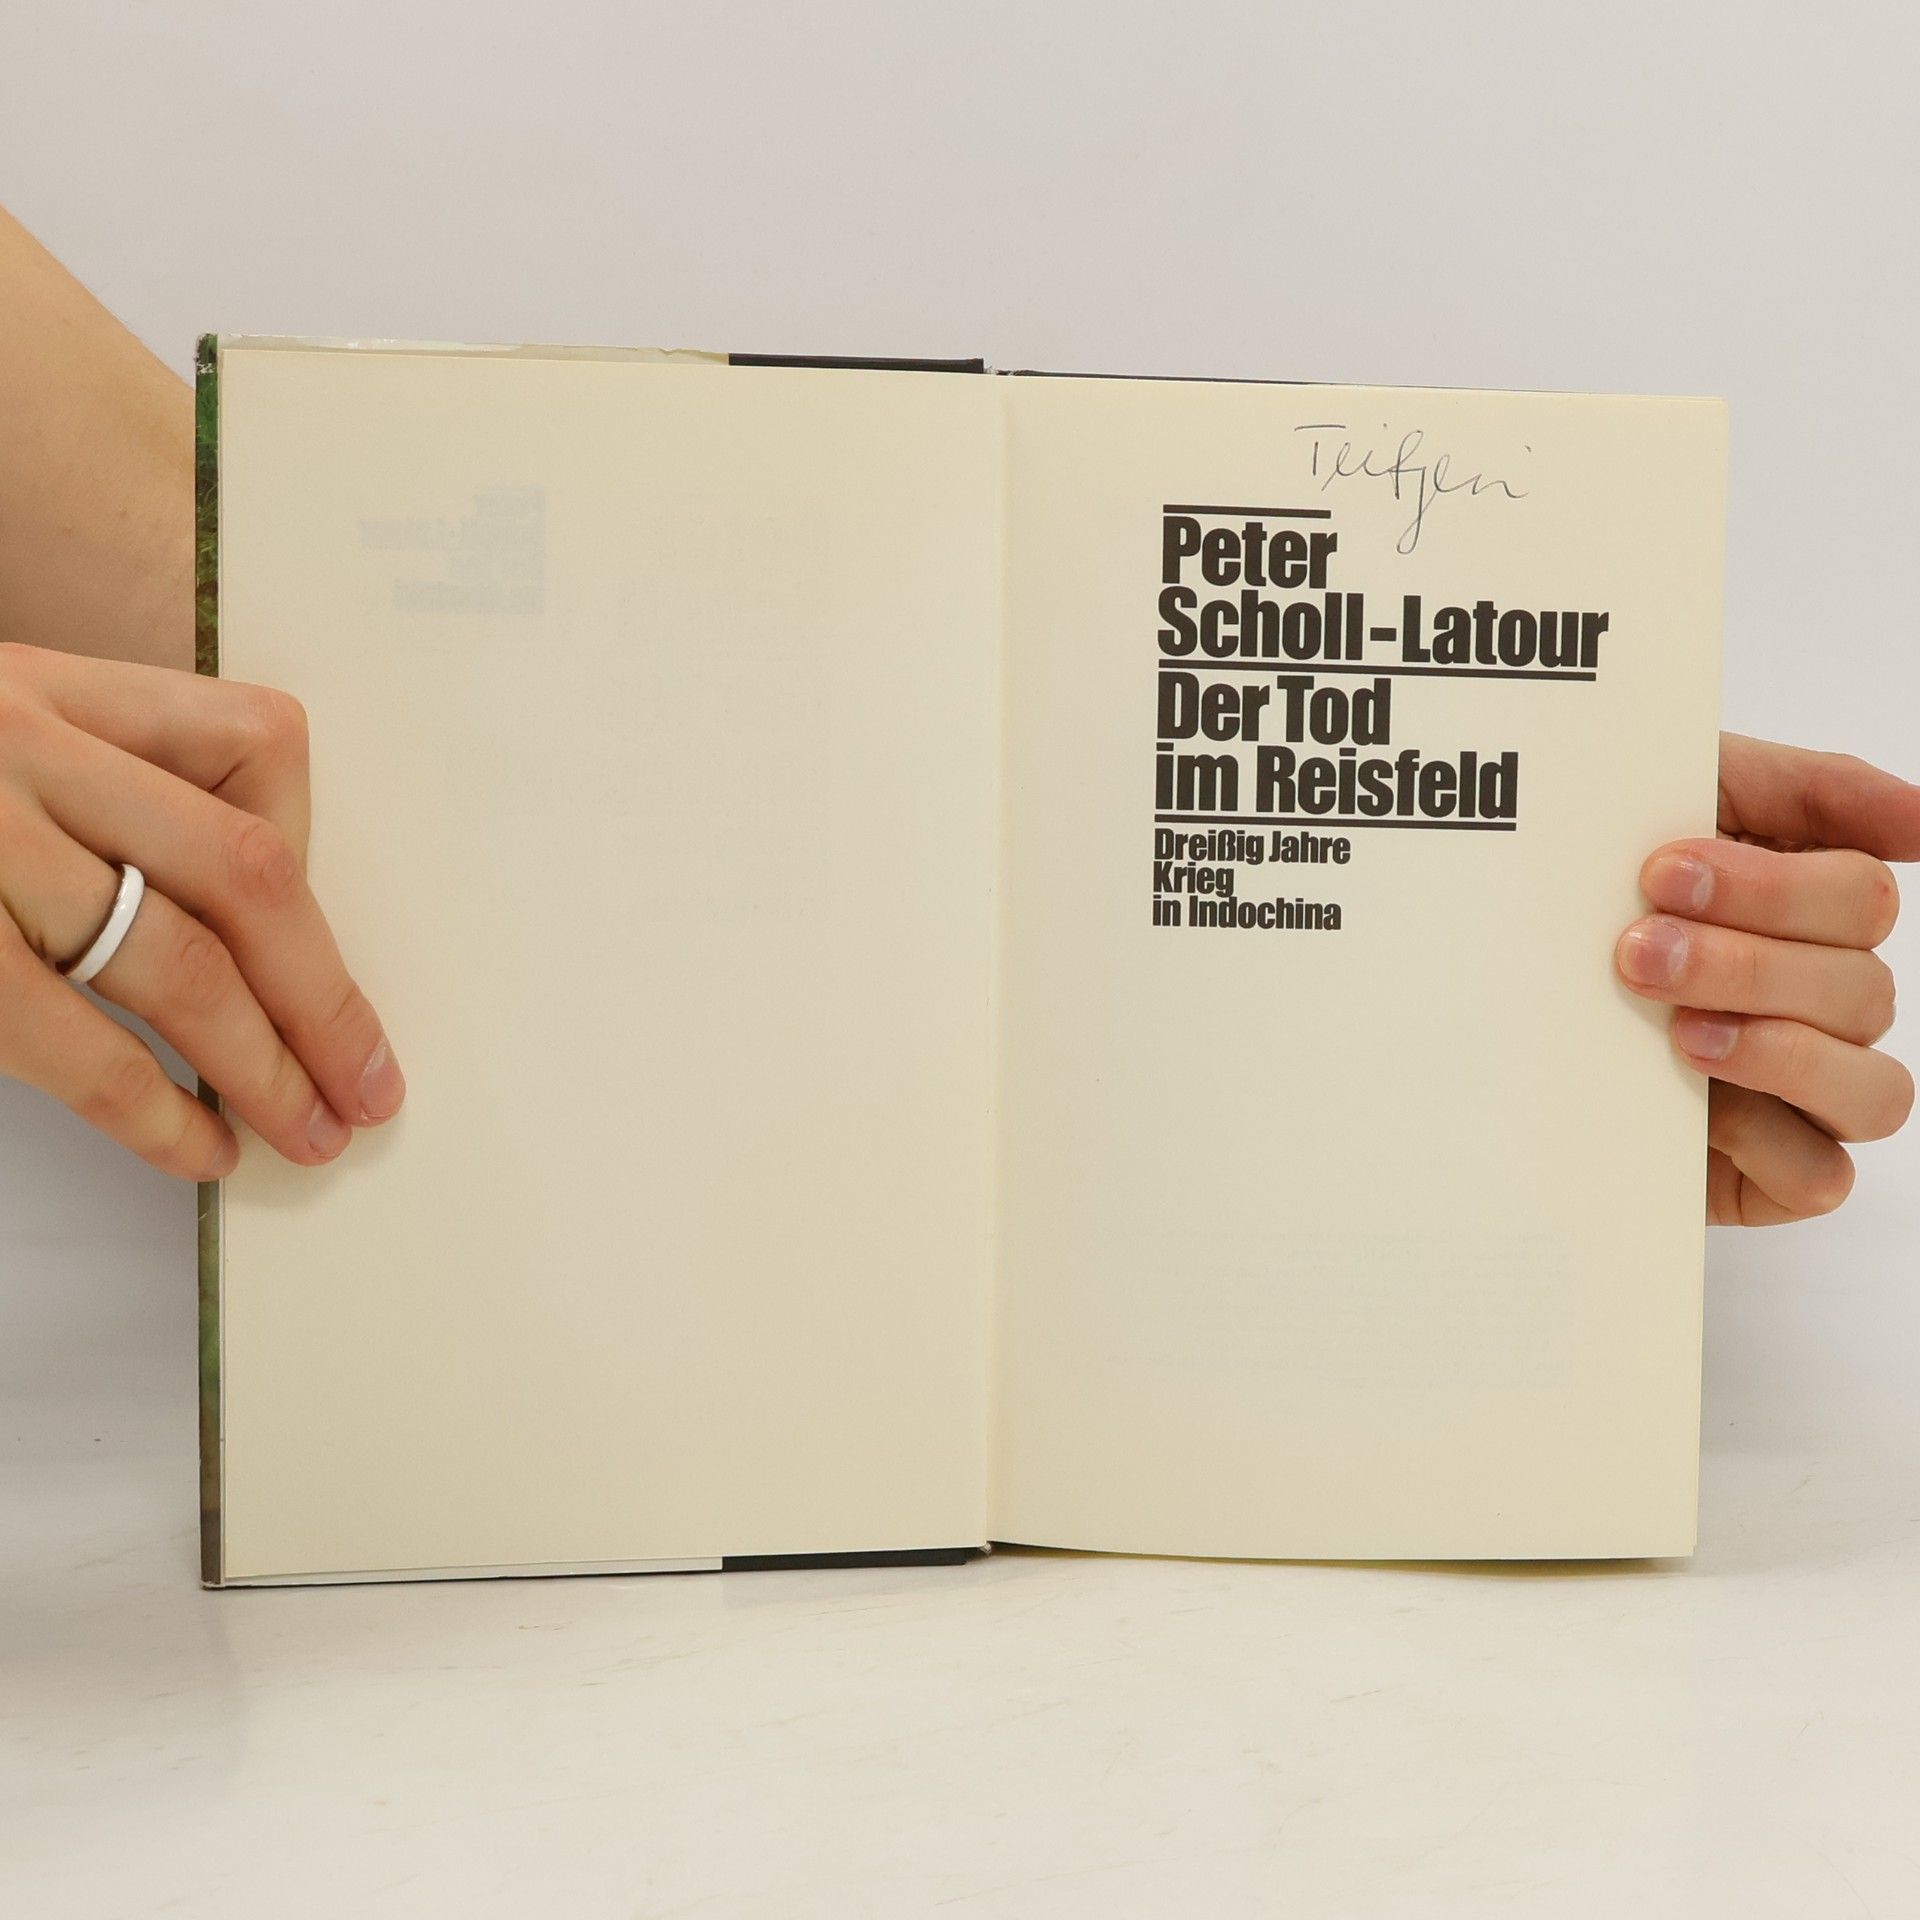 Peter
Scholl-Latour
Der Tod
im Reisfeld
Dreißig Jahre
Krieg
in Indochina